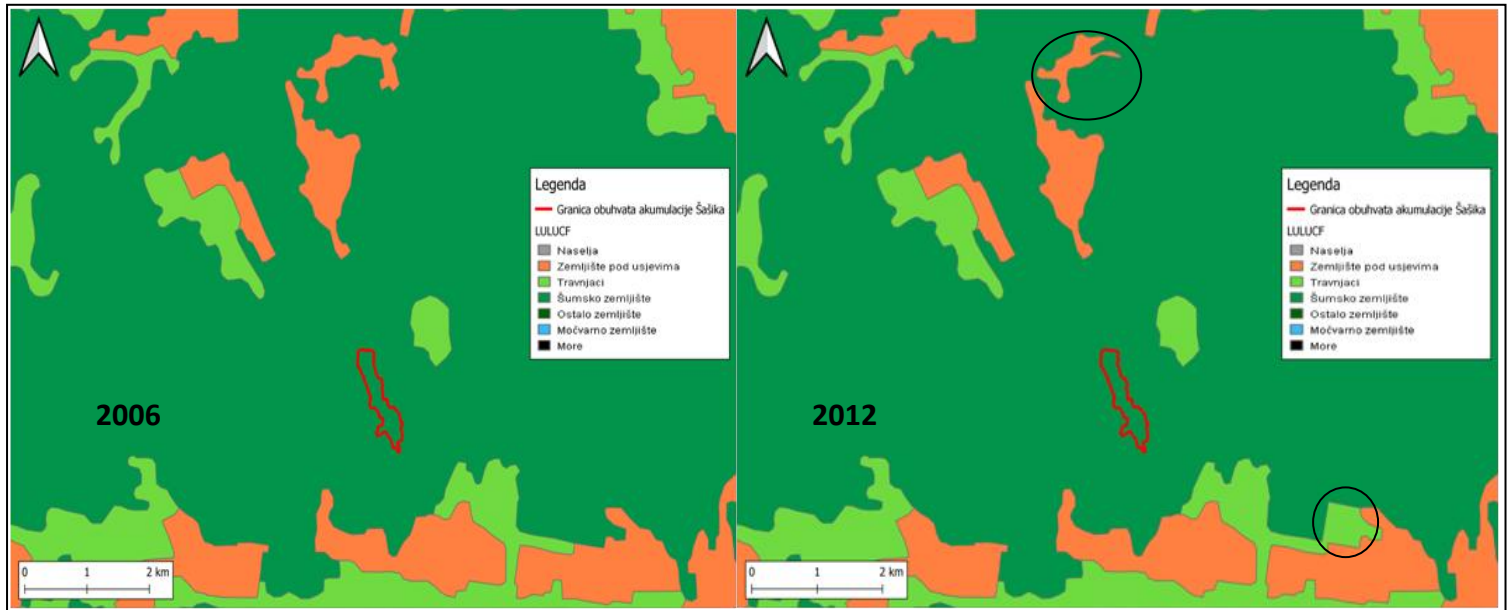 Legenda
Granica obuhvata akumulacije Šašika
LULUCF
Naselja
Zemljište pod usjevima
Travnjaci
Šumsko zemljište
Ostalo zemljište
Močvarno zemljište
More
2006
0 1 2 km
Legenda
Granica obuhvata akumulacije Šašika
LULUCF
Naselja
Zemljište pod usjevima
Travnjaci
Šumsko zemljište
Ostalo zemljište
Močvarno zemljište
More
2012
0 1 2 km